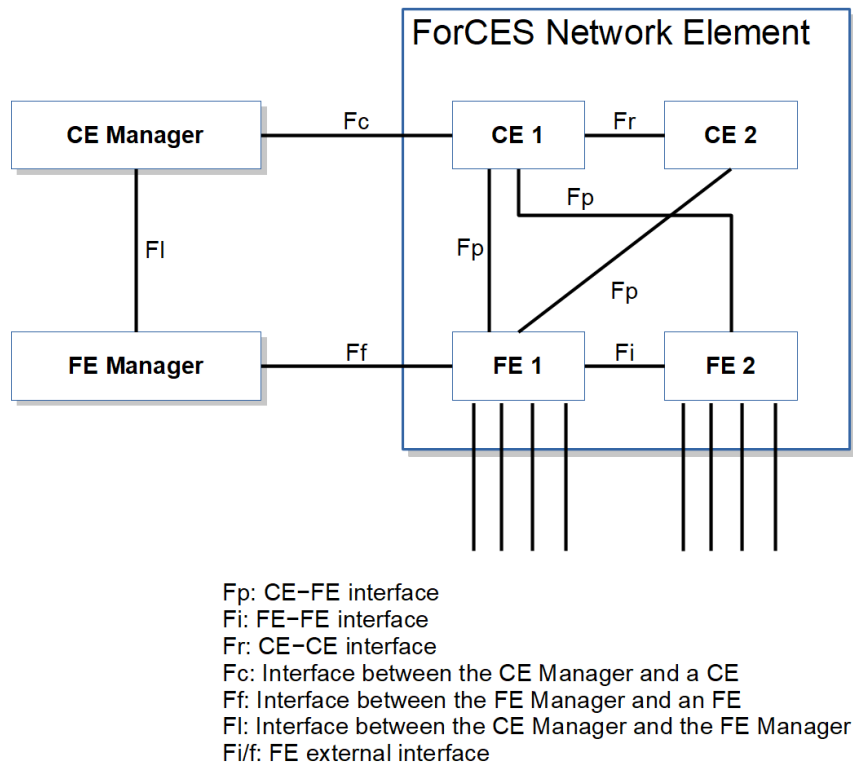 ForCES Network Element
CE Manager
Fc
CE 1
Fr
CE 2
Fp
Fl
Fp
Fp
FE Manager
Ff
FE 1
Fi
FE 2
Fp: CE−FE interface
Fi: FE−FE interface
Fr: CE−CE interface
Fc: Interface between the CE Manager and a CE
Ff: Interface between the FE Manager and an FE
Fl: Interface between the CE Manager and the FE Manager
Fi/f: FE external interface